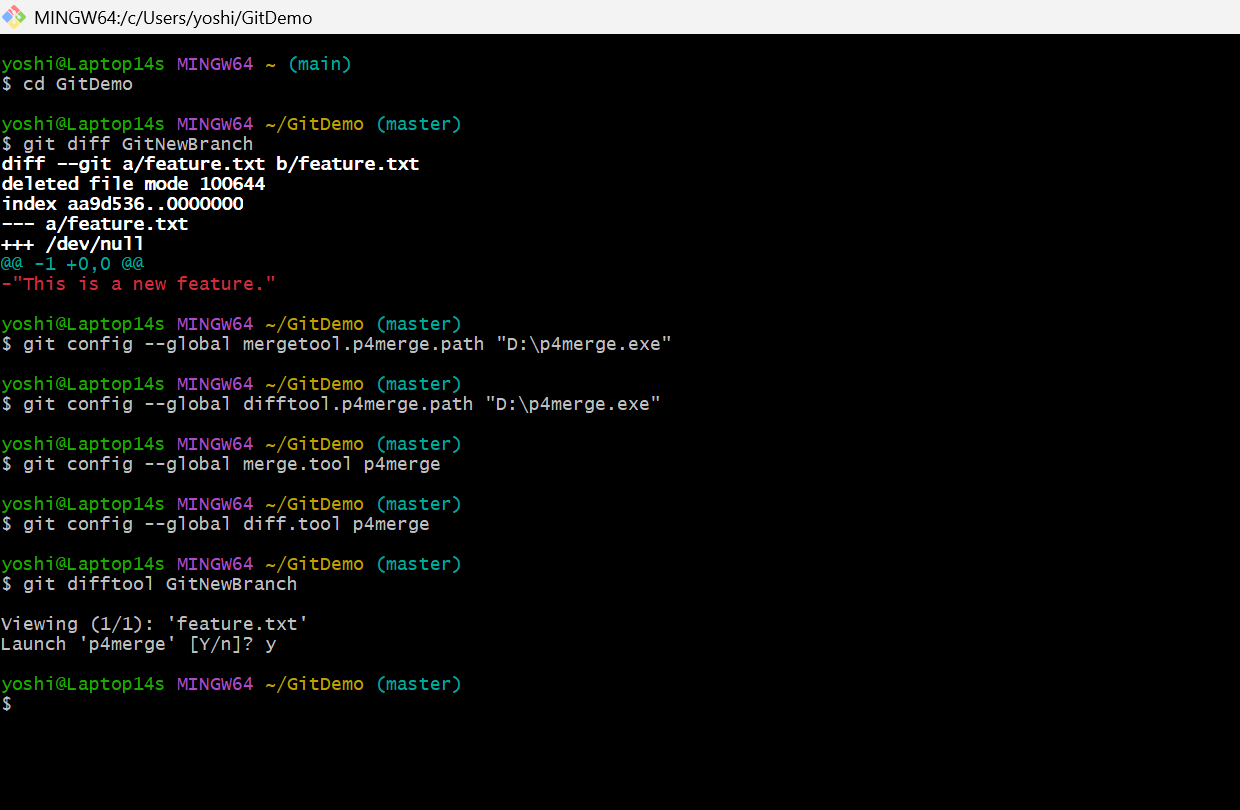 MINGW64:/c/Users/yoshi/GitDemo
yoshi@Laptop14s MINGW64 ~ (main)
$ cd GitDemo
yoshi@Laptop14s MINGW64 ~/GitDemo (master)
$ git diff GitNewBranch
diff --git a/feature.txt b/feature.txt
deleted file mode 100644
index aa9d536..0000000
--- a/feature.txt
+++ /dev/null
@@ -1 +0,0 @@
-"This is a new feature."
yoshi@Laptop14s MINGW64 ~/GitDemo (master)
$ git config --global mergetool.p4merge.path "D:\p4merge.exe"
yoshi@Laptop14s MINGW64 ~/GitDemo (master)
$ git config --global difftool.p4merge.path "D:\p4merge.exe"
yoshi@Laptop14s MINGW64 ~/GitDemo (master)
$ git config --global merge.tool p4merge
yoshi@Laptop14s MINGW64 ~/GitDemo (master)
$ git config --global diff.tool p4merge
yoshi@Laptop14s MINGW64 ~/GitDemo (master)
$ git difftool GitNewBranch
Viewing (1/1): 'feature.txt'
Launch 'p4merge' [Y/n]? y
yoshi@Laptop14s MINGW64 ~/GitDemo (master)
$